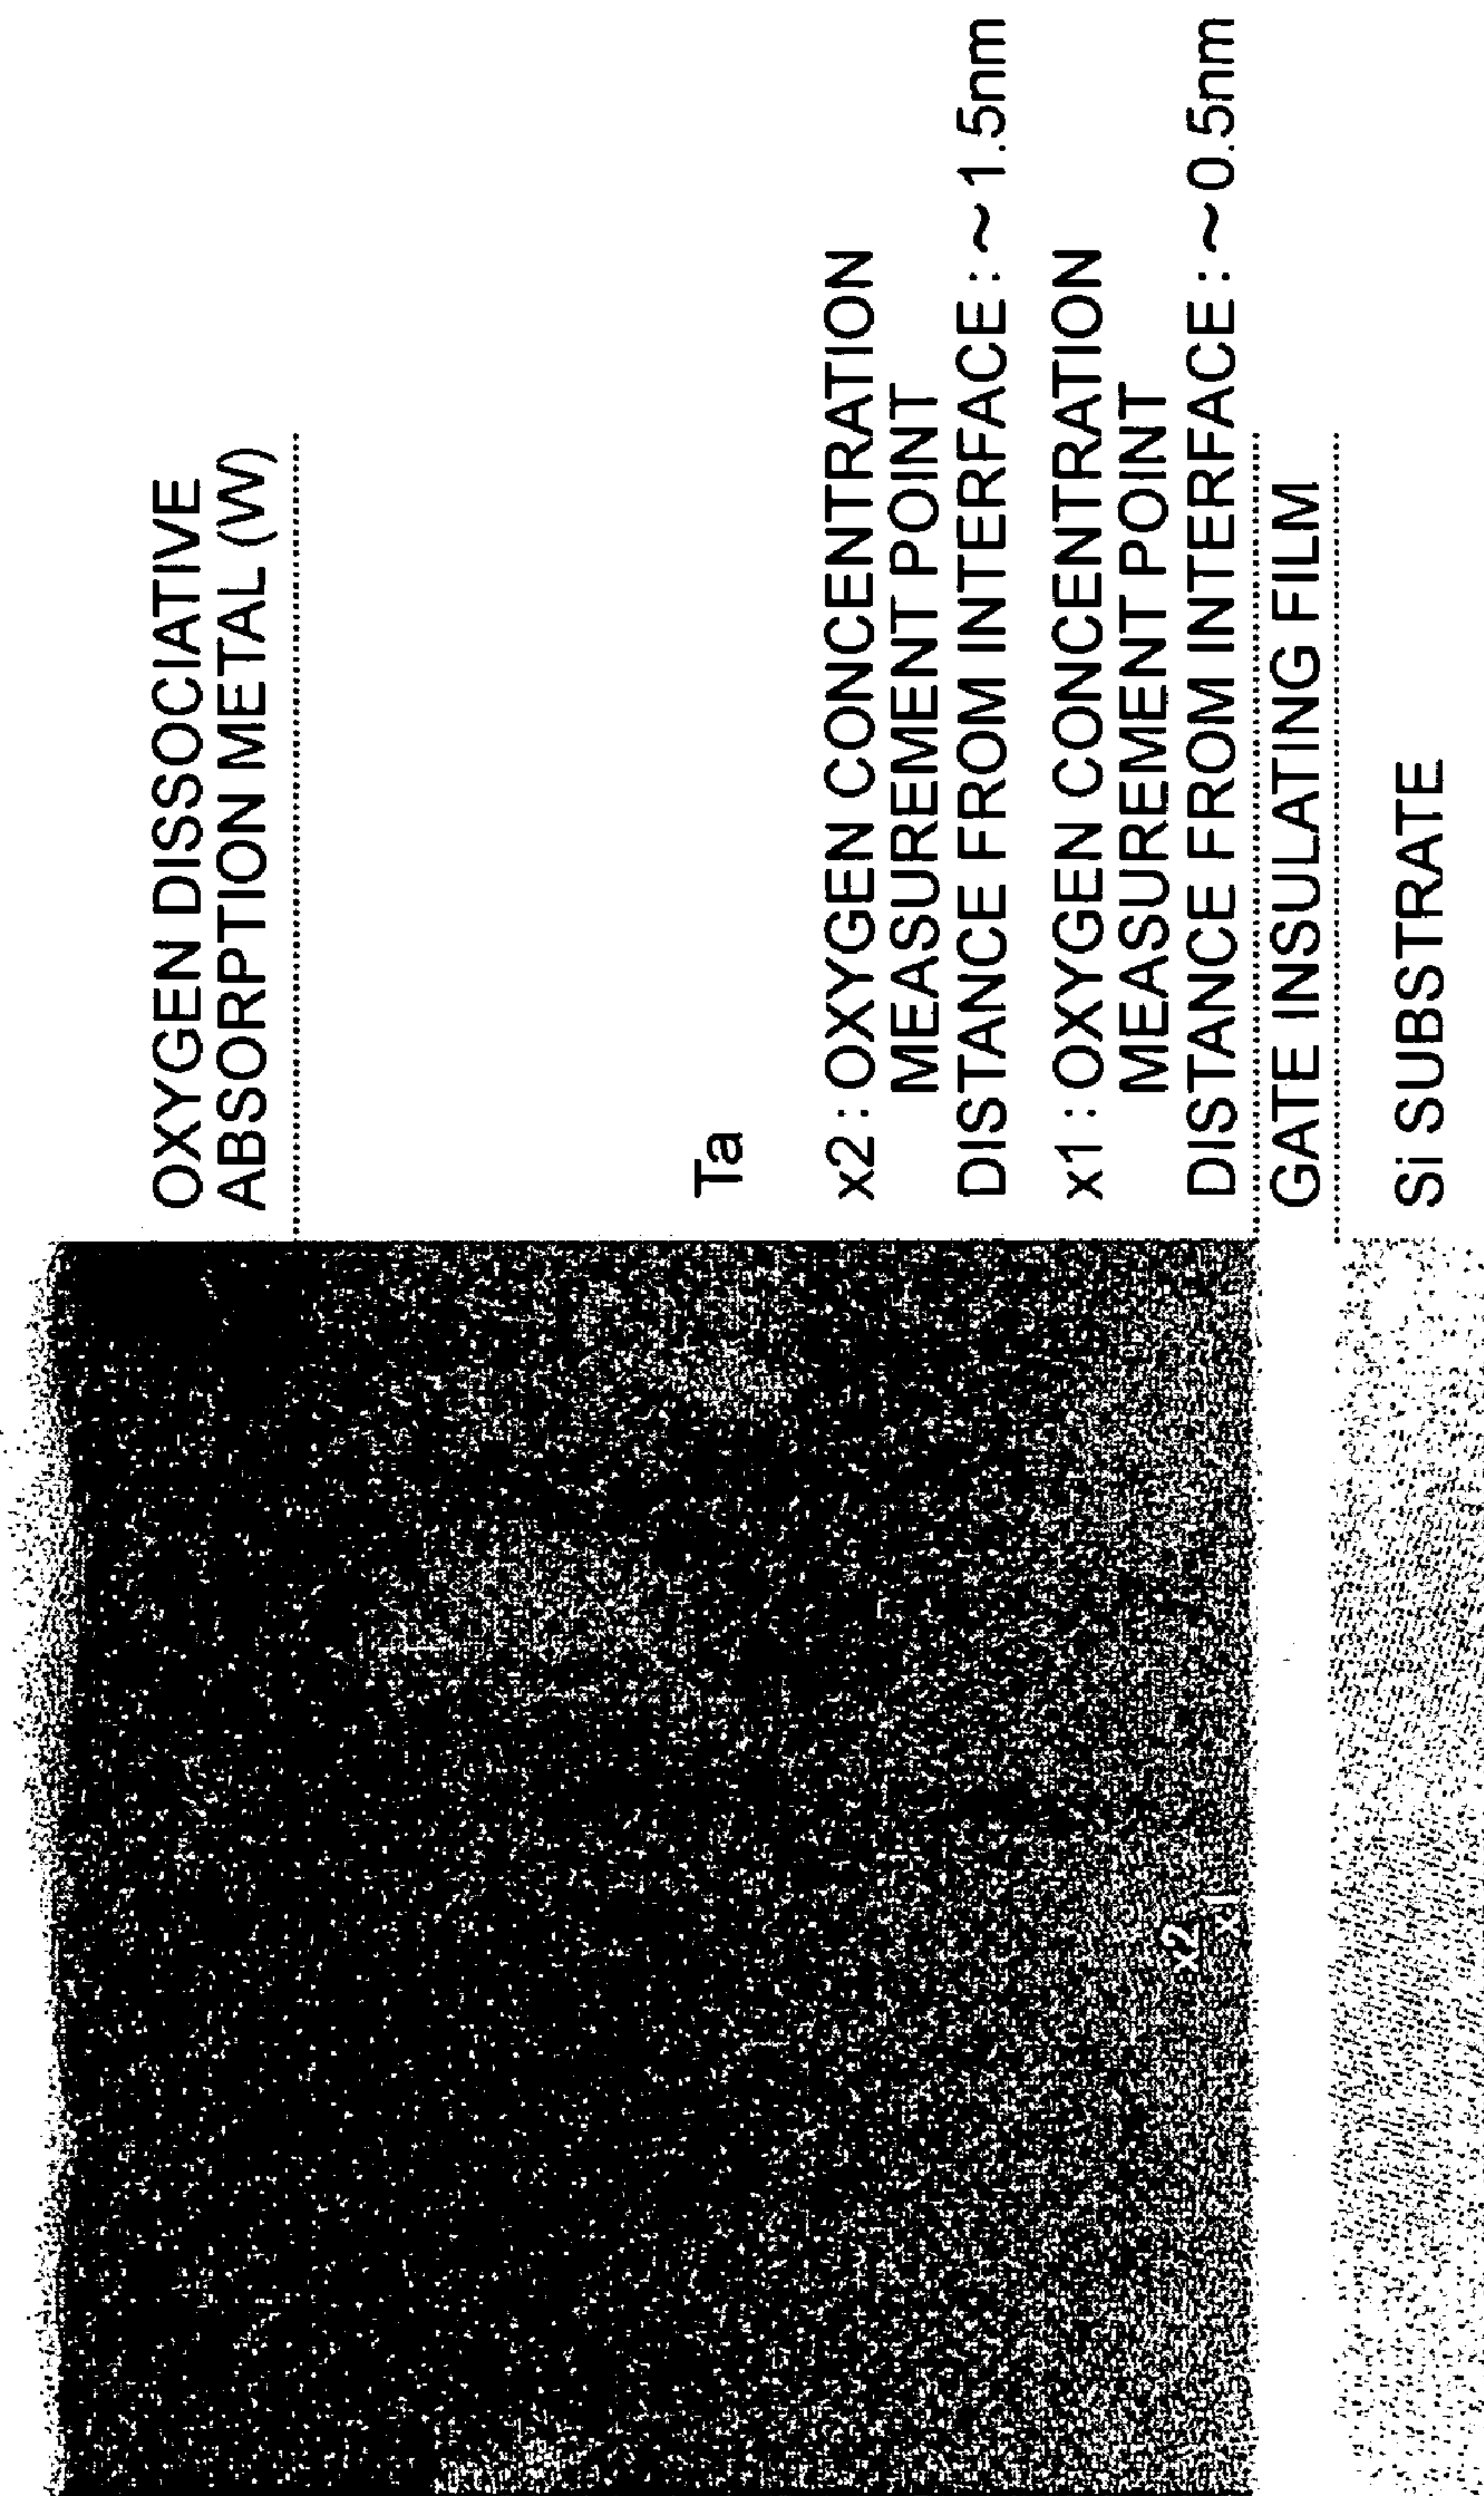 OXYGEN DISSOCIATIVE
ABSORPTION METAL (W)
Ta
x2 : OXYGEN CONCENTRATION
MEASUREMENT POINT
DISTANCE FROM INTERFACE : ~ 1.5nm
x1 : OXYGEN CONCENTRATION
MEASUREMENT POINT
DISTANCE FROM INTERFACE : ~ 0.5nm
GATE INSULATING FILM
Si SUBSTRATE
x2
x1